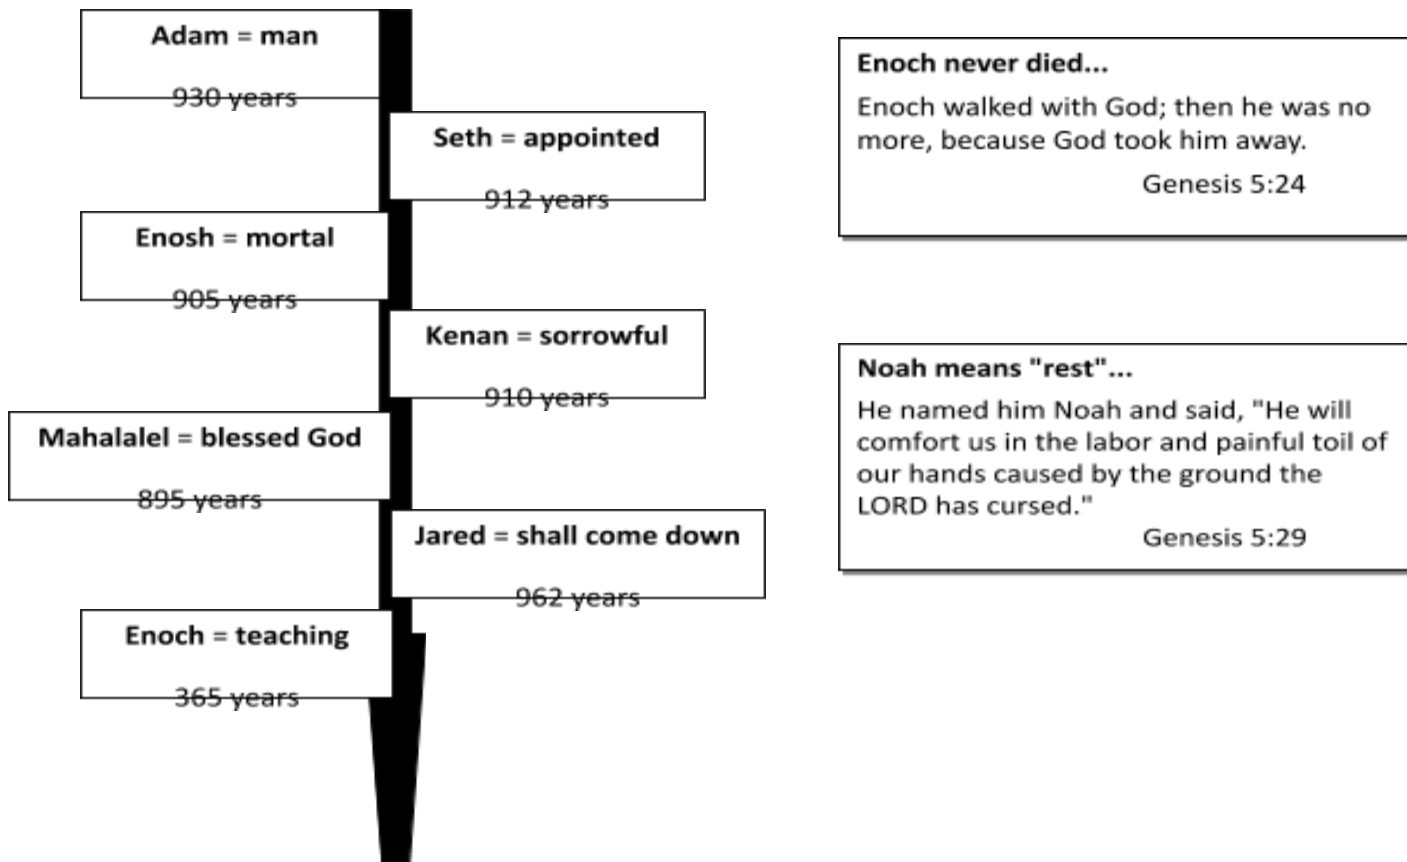 Adam = man
930 years
Seth = appointed
912 years
Enosh = mortal
905 years
Kenan = sorrowful
910 years
Mahalalel = blessed God
895 years
Jared = shall come down
962 years
Enoch = teaching
365 years
Enoch never died...
Enoch walked with God; then he was no
more, because God took him away.
Genesis 5:24
Noah means "rest"...
He named him Noah and said, "He will
comfort us in the labor and painful toil of
our hands caused by the ground the
LORD has cursed."
Genesis 5:29